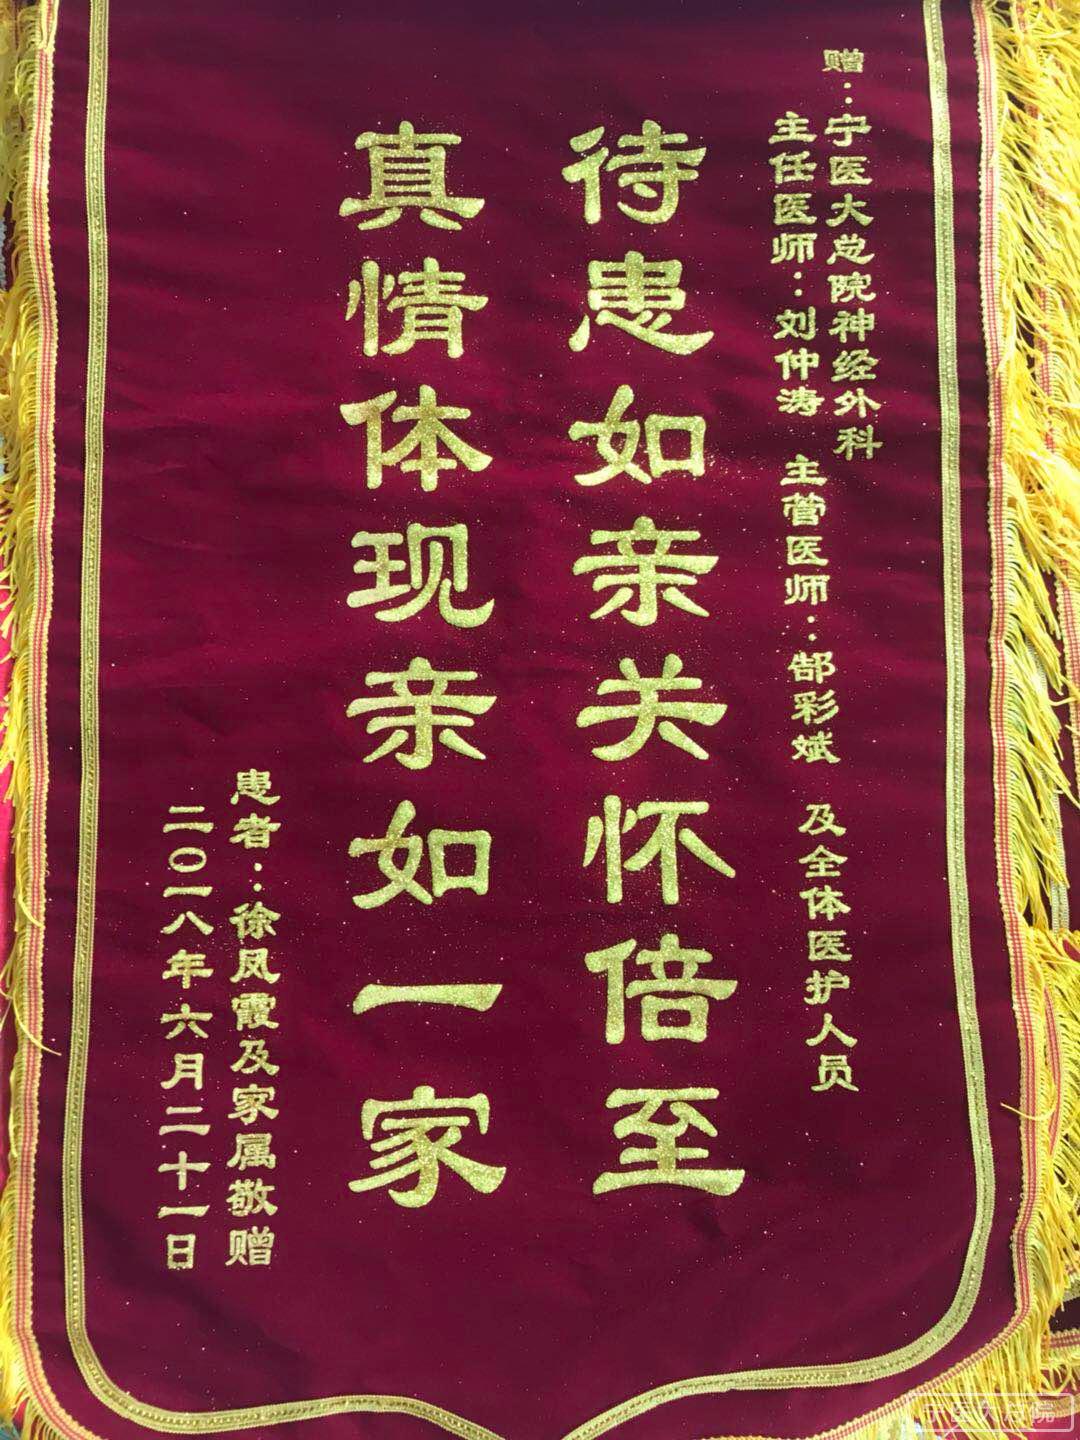 赠：宁医大总院神经外科
主任医师：刘仲涛 主管医师：郜彩斌 及全体医护人员
待患如亲关怀倍至
真情体现亲如一家
患者：徐凤霞及家属敬赠
二〇一八年六月二十一日